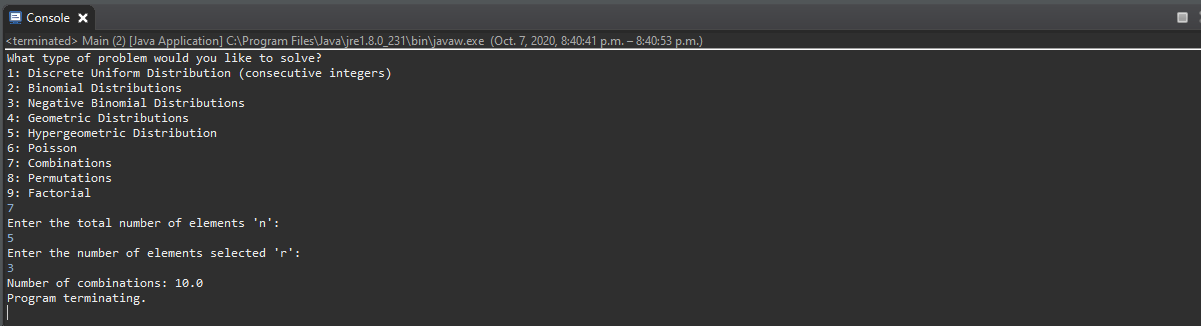 Console
<terminated> Main (2) [Java Application] C:\Program Files\Java\jre1.8.0_231\bin\javaw.exe (Oct. 7, 2020, 8:40:41 p.m. – 8:40:53 p.m.)
What type of problem would you like to solve?
1: Discrete Uniform Distribution (consecutive integers)
2: Binomial Distributions
3: Negative Binomial Distributions
4: Geometric Distributions
5: Hypergeometric Distribution
6: Poisson
7: Combinations
8: Permutations
9: Factorial
7
Enter the total number of elements 'n':
5
Enter the number of elements selected 'r':
3
Number of combinations: 10.0
Program terminating.